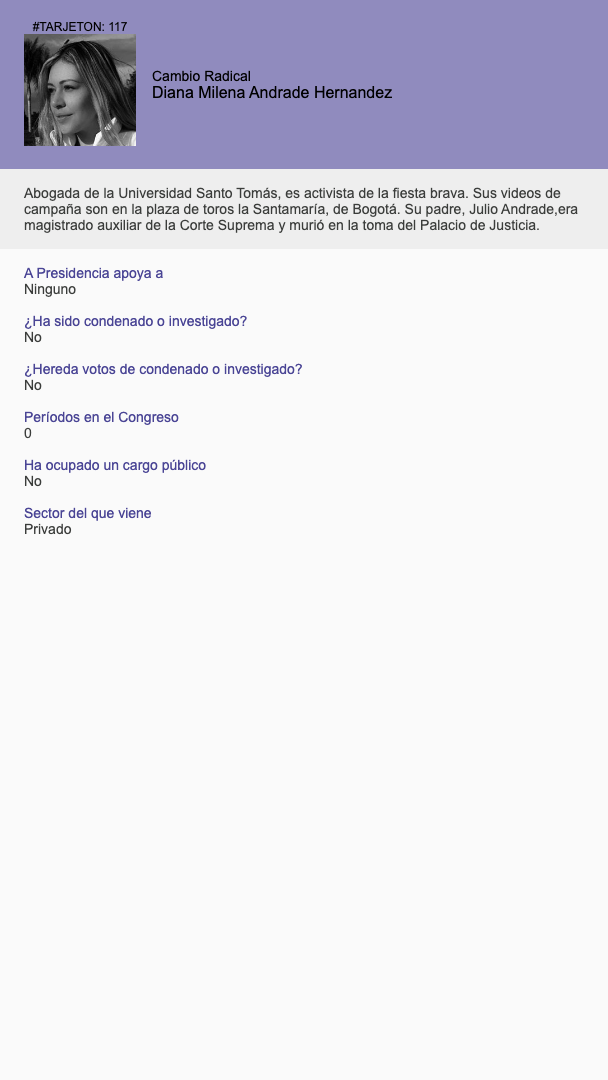 #TARJETON: 117
Cambio Radical
Diana Milena Andrade Hernandez
Abogada de la Universidad Santo Tomás, es activista de la fiesta brava. Sus videos de
campaña son en la plaza de toros la Santamaría, de Bogotá. Su padre, Julio Andrade,era
magistrado auxiliar de la Corte Suprema y murió en la toma del Palacio de Justicia.
A Presidencia apoya a
Ninguno
¿Ha sido condenado o investigado?
No
¿Hereda votos de condenado o investigado?
No
Períodos en el Congreso
0
Ha ocupado un cargo público
No
Sector del que viene
Privado